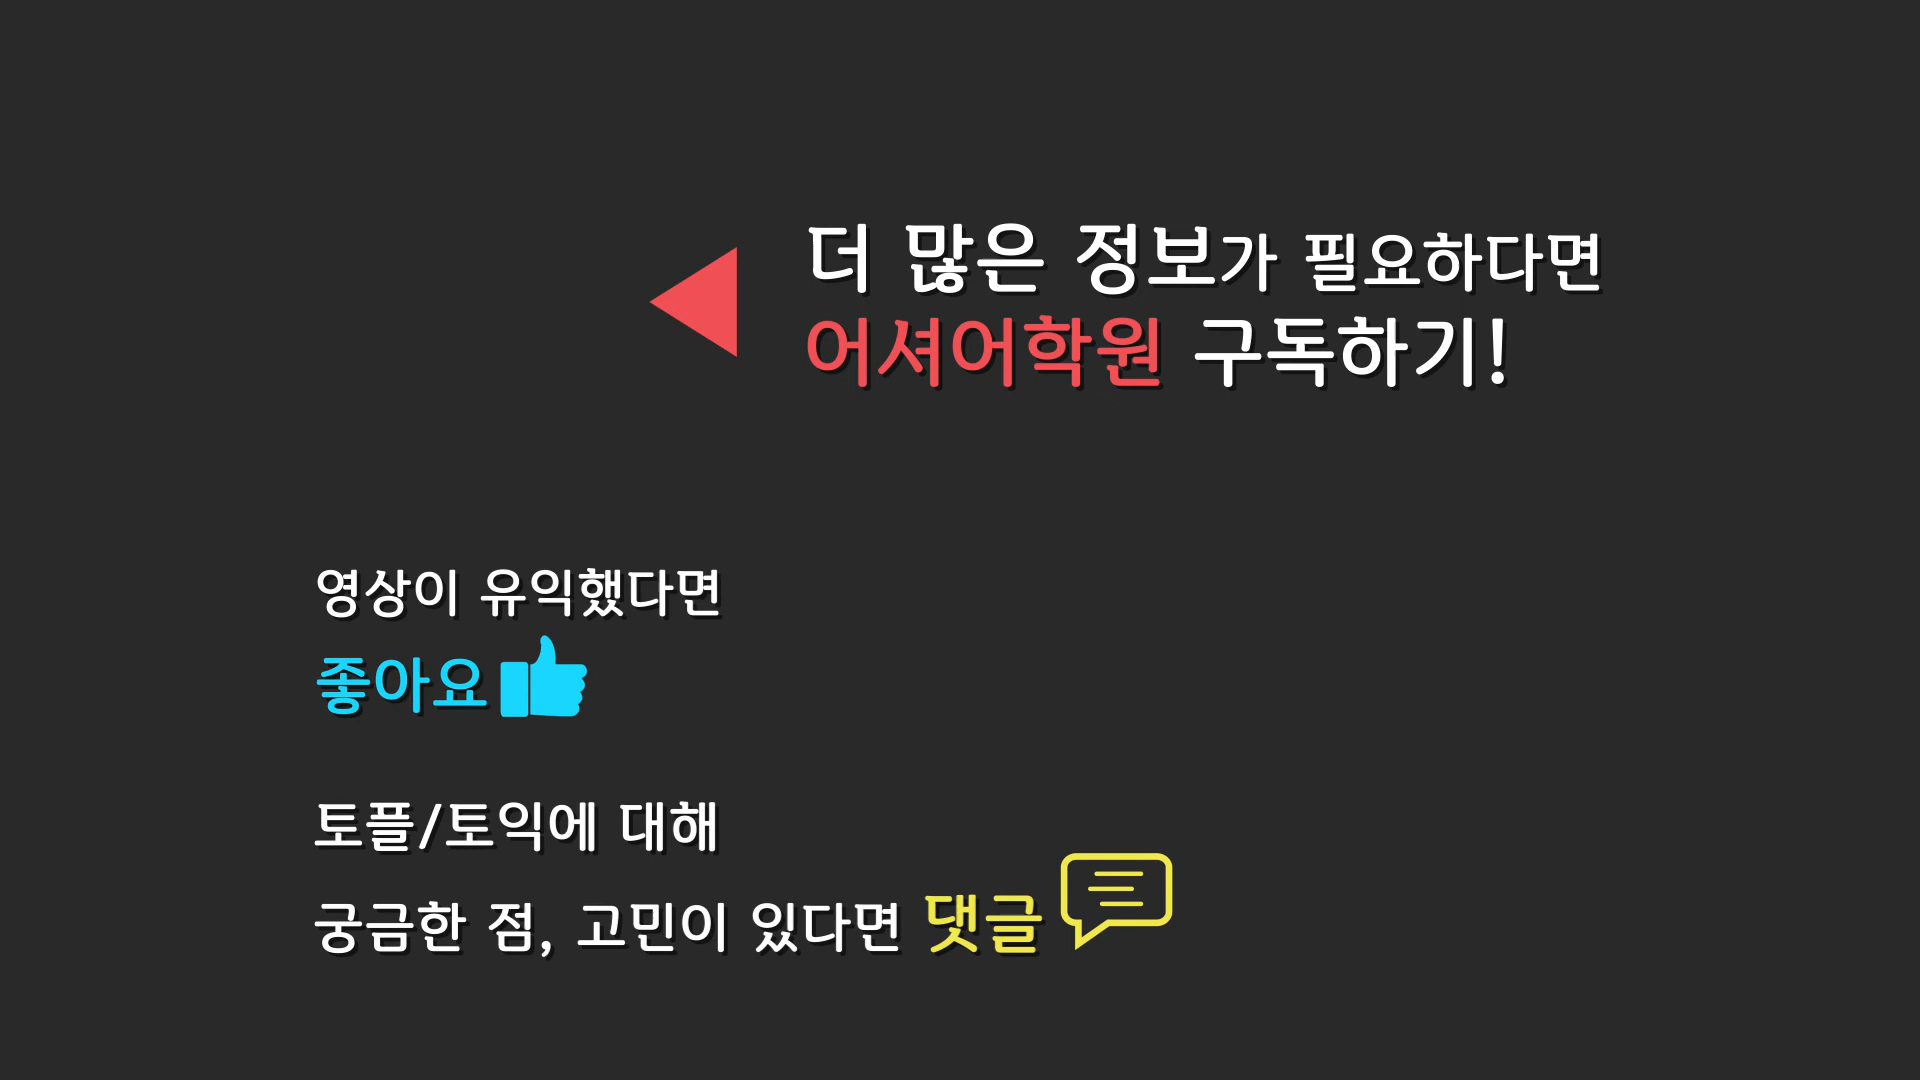 더 많은 정보가 필요하다면
어셔어학원 구독하기!
영상이 유익했다면
좋아요
토플/토익에 대해
궁금한 점, 고민이 있다면 댓글